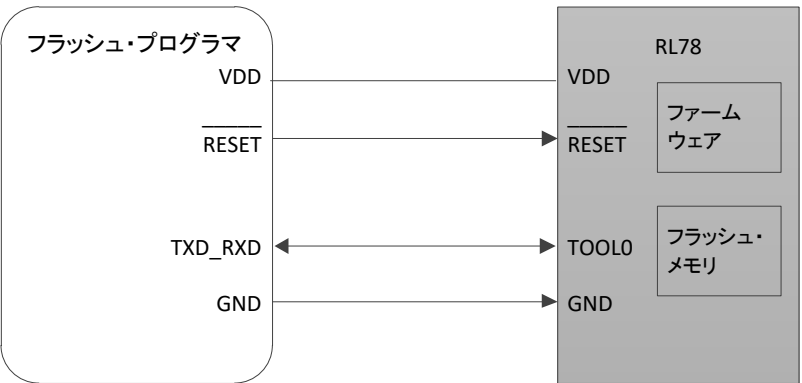 フラッシュ・プログラマ
VDD
RESET
TXD_RXD
GND
RL78
VDD
RESET
TOOL0
GND
ファーム
ウェア
フラッシュ・
メモリ